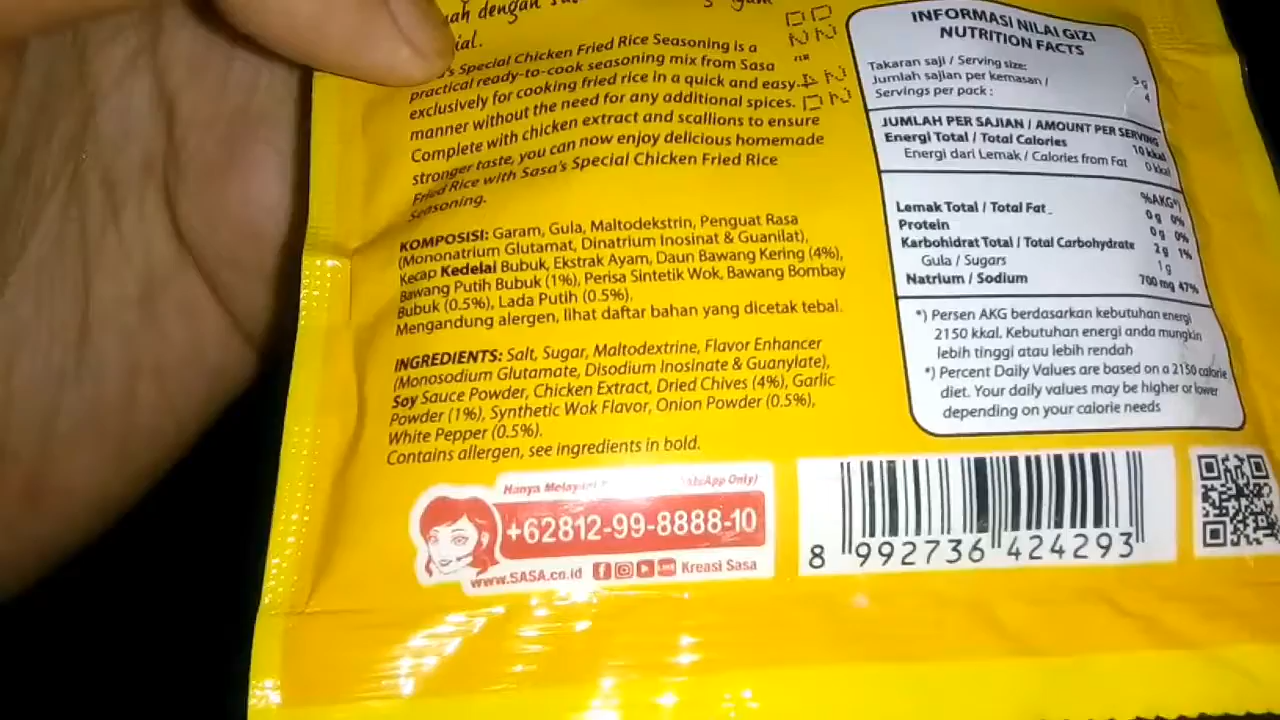 ah dengan
ial.
's Special Chicken Fried Rice Seasoning is a
practical ready-to-cook seasoning mix from Sasa
exclusively for cooking fried rice in a quick and easy
manner without the need for any additional spices.
Complete with chicken extract and scallions to ensure
stronger taste, you can now enjoy delicious homemade
Fried Rice with Sasa's Special Chicken Fried Rice
Seasoning.
KOMPOSISI: Garam, Gula, Maltodekstrin, Penguat Rasa
(Mononatrium Glutamat, Dinatrium Inosinat & Guanilat),
Kecap Kedelai Bubuk, Ekstrak Ayam, Daun Bawang Kering (4%),
Bawang Putih Bubuk (1%), Perisa Sintetik Wok, Bawang Bombay
Bubuk (0.5%), Lada Putih (0.5%).
Mengandung alergen, lihat daftar bahan yang dicetak tebal.
INGREDIENTS: Salt, Sugar, Maltodextrine, Flavor Enhancer
(Monosodium Glutamate, Disodium Inosinate & Guanylate),
Soy Sauce Powder, Chicken Extract, Dried Chives (4%), Garlic
Powder (1%), Synthetic Wok Flavor, Onion Powder (0.5%),
White Pepper (0.5%).
Contains allergen, see ingredients in bold.
Hanya Melayani
App Only)
+62812-99-8888-10
www.SASA.co.id Kreasi Sasa
INFORMASI NILAI GIZI
NUTRITION FACTS
Takaran saji / Serving size: 5 g
Jumlah sajian per kemasan / 4
Servings per pack :
JUMLAH PER SAJIAN / AMOUNT PER SERVING
Energi Total / Total Calories 10 kkal
Energi dari Lemak / Calories from Fat 0 kkal
%AKG*)
Lemak Total / Total Fat 0 g 0%
Protein 0 g 0%
Karbohidrat Total / Total Carbohydrate 2 g 1%
Gula / Sugars 1 g
Natrium / Sodium 700 mg 47%
*) Persen AKG berdasarkan kebutuhan energi
2150 kkal. Kebutuhan energi anda mungkin
lebih tinggi atau lebih rendah
*) Percent Daily Values are based on a 2150 calorie
diet. Your daily values may be higher or lower
depending on your calorie needs
8 992736 424293